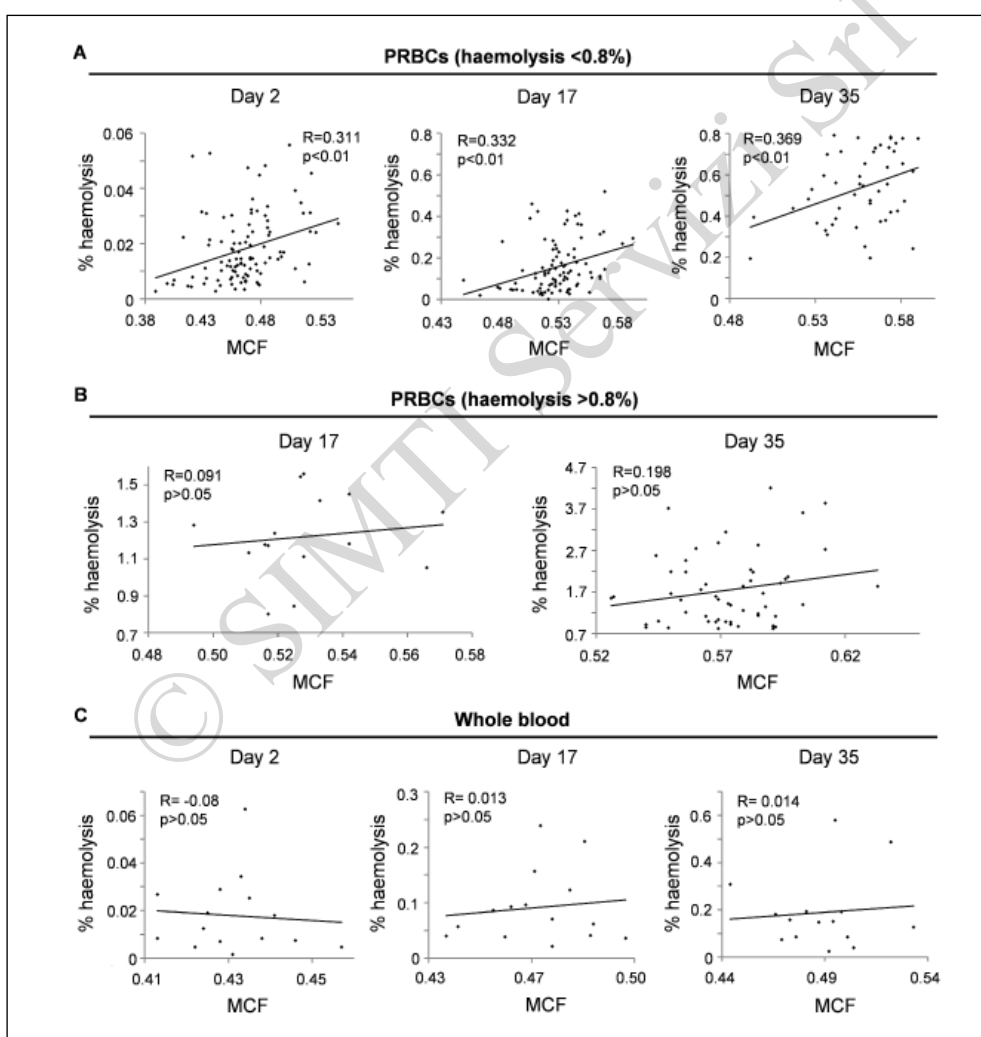 A
PRBCs (haemolysis <0.8%)
Day 2
Day 17
Day 35
% haemolysis
0.06
0.04
0.02
0
R=0.311
p<0.01
0.38
0.43
0.48
0.53
MCF
% haemolysis
0.8
0.6
0.4
0.2
0
R=0.332
p<0.01
0.43
0.48
0.53
0.58
MCF
% haemolysis
0.8
0.6
0.4
0.2
0
R=0.369
p<0.01
0.48
0.53
0.58
MCF
B
PRBCs (haemolysis >0.8%)
Day 17
Day 35
% haemolysis
1.5
1.3
1.1
0.9
0.7
R=0.091
p>0.05
0.48
0.50
0.52
0.54
0.56
0.58
MCF
% haemolysis
4.7
3.7
2.7
1.7
0.7
R=0.198
p>0.05
0.52
0.57
0.62
MCF
C
Whole blood
Day 2
Day 17
Day 35
% haemolysis
0.06
0.04
0.02
0
R= -0.08
p>0.05
0.41
0.43
0.45
MCF
% haemolysis
0.3
0.2
0.1
0
R= 0.013
p>0.05
0.43
0.47
0.50
MCF
% haemolysis
0.6
0.4
0.2
0
R= 0.014
p>0.05
0.44
0.49
0.54
MCF
© SIMTI Servizi Srl